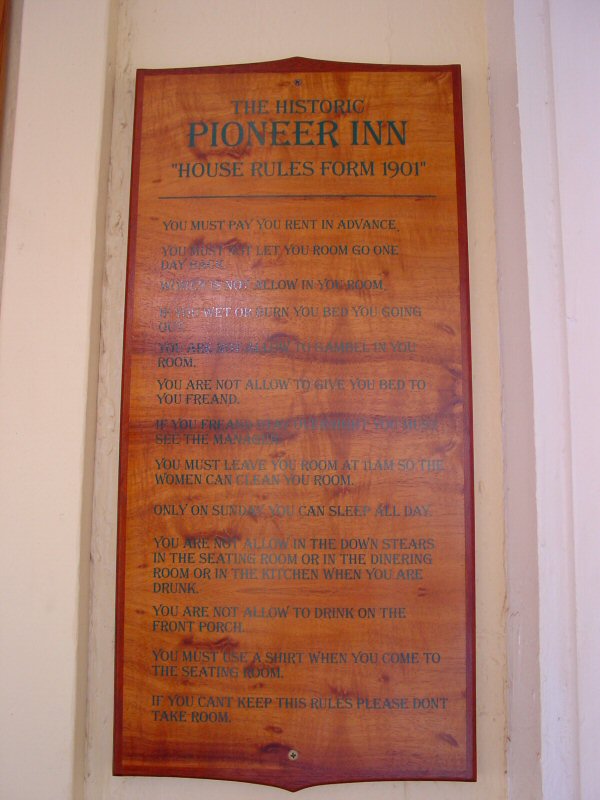 THE HISTORIC
PIONEER INN
"HOUSE RULES FORM 1901"
YOU MUST PAY YOU RENT IN ADVANCE.
YOU MUST NOT LET YOU ROOM GO ONE
DAY BACK.
WOMEN IS NOT ALLOW IN YOU ROOM.
IF YOU WET OR BURN YOU BED YOU GOING
OUT.
YOU ARE NOT ALLOW TO GAMBEL IN YOU
ROOM.
YOU ARE NOT ALLOW TO GIVE YOU BED TO
YOU FREAND.
IF YOU FREAND STAY OVERNIGHT YOU MUST
SEE THE MANAGER.
YOU MUST LEAVE YOU ROOM AT 11AM SO THE
WOMEN CAN CLEAN YOU ROOM.
ONLY ON SUNDAY YOU CAN SLEEP ALL DAY.
YOU ARE NOT ALLOW IN THE DOWN STEARS
IN THE SEATING ROOM OR IN THE DINERING
ROOM OR IN THE KITCHEN WHEN YOU ARE
DRUNK.
YOU ARE NOT ALLOW TO DRINK ON THE
FRONT PORCH.
YOU MUST USE A SHIRT WHEN YOU COME TO
THE SEATING ROOM.
IF YOU CANT KEEP THIS RULES PLEASE DONT
TAKE ROOM.